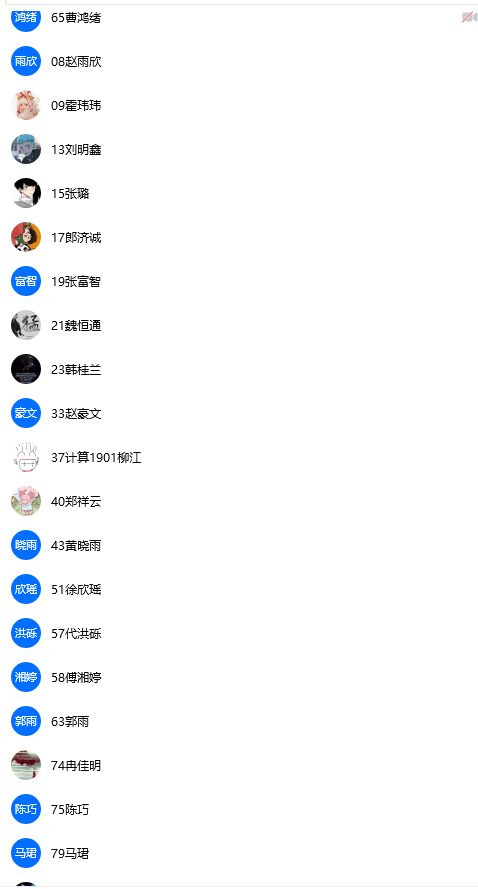 鸿绪 65曹鸿绪
雨欣 08赵雨欣
09霍玮玮
13刘明鑫
15张璐
17郎济诚
富智 19张富智
猛 21魏恒通
23韩桂兰
豪文 33赵豪文
37计算1901柳江
40郑祥云
晓雨 43黄晓雨
欣瑶 51徐欣瑶
洪砾 57代洪砾
湘婷 58傅湘婷
郭雨 63郭雨
74冉佳明
陈巧 75陈巧
马珺 79马珺